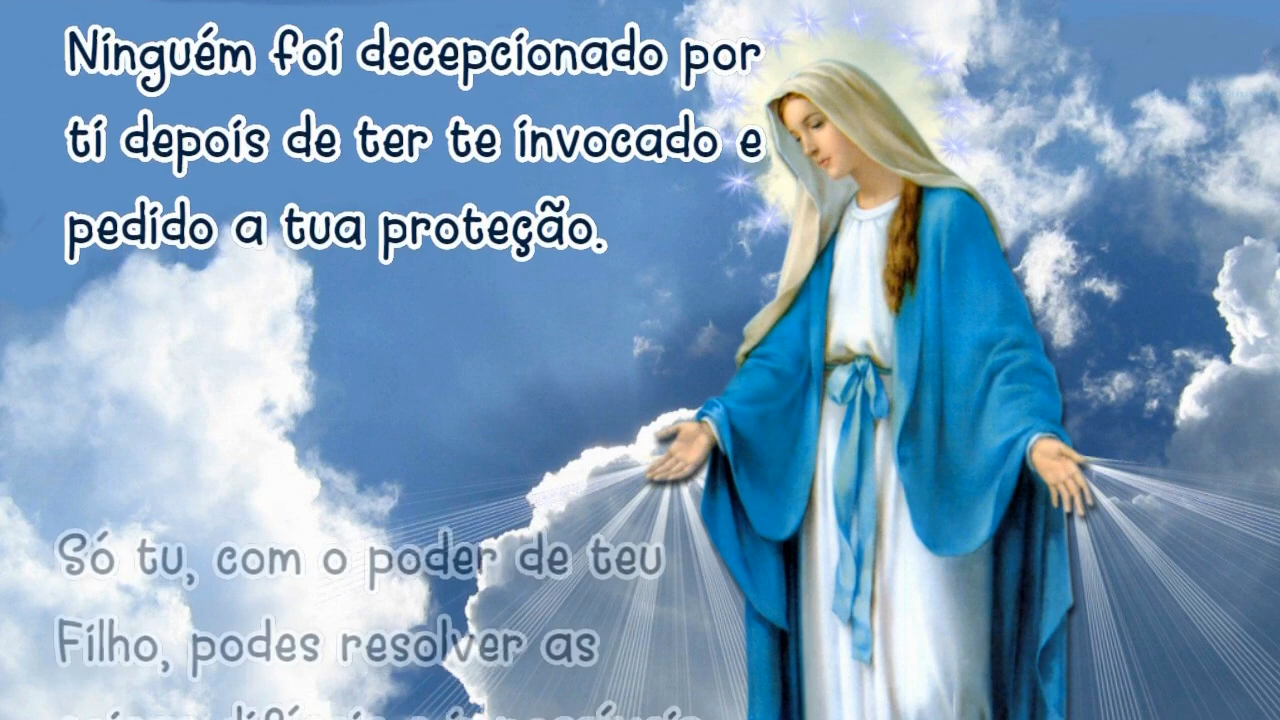 Ninguém foi decepcionado por
ti depois de ter te invocado e
pedido a tua proteção.
Só tu, com o poder de teu
Filho, podes resolver as